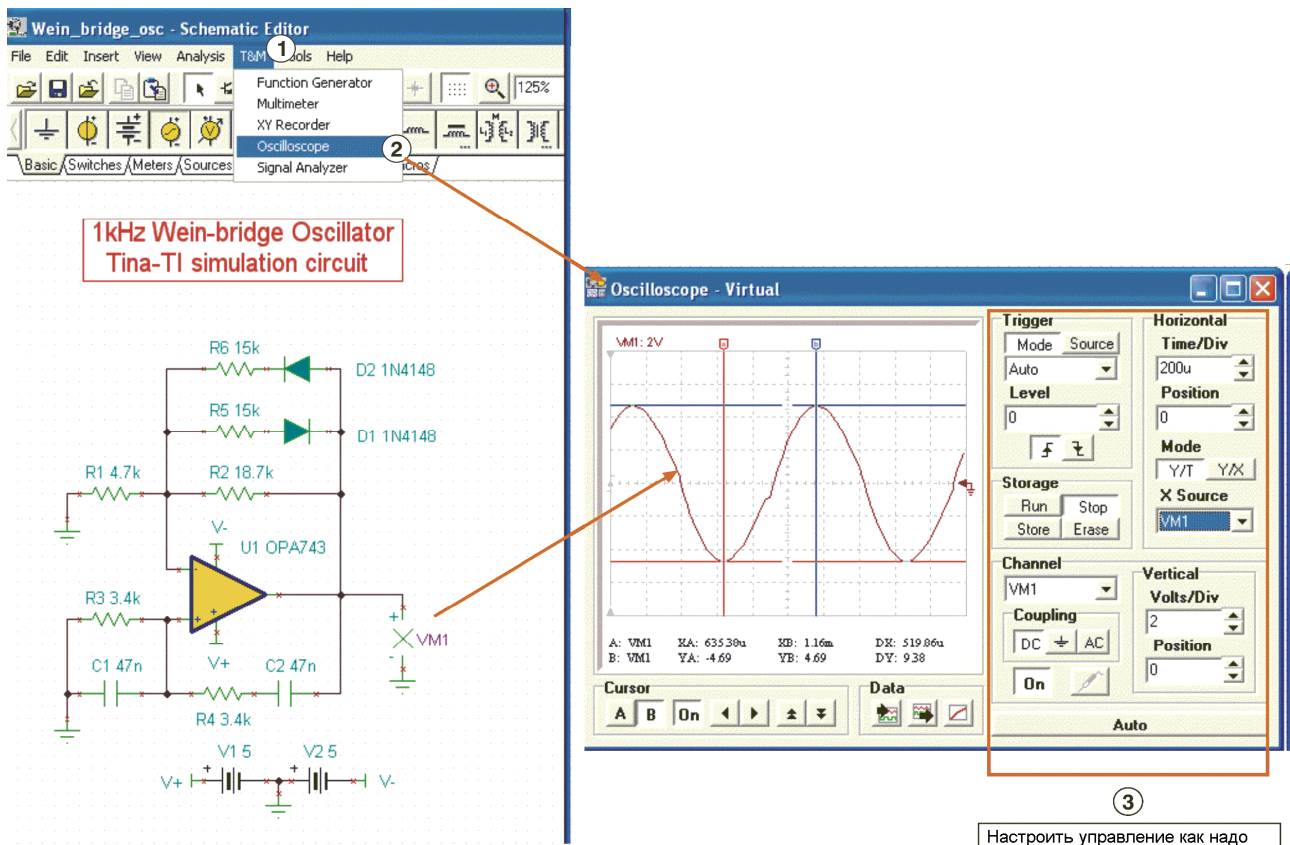 Wein_bridge_osc - Schematic Editor
File Edit Insert View Analysis T&M ools Help
1
125%
Function Generator
Multimeter
XY Recorder
Oscilloscope
Signal Analyzer
2
Basic Switches Meters Sources
1kHz Wein-bridge Oscillator
Tina-TI simulation circuit
R6 15k
D2 1N4148
R5 15k
D1 1N4148
R1 4.7k
R2 18.7k
V-
U1 OPA743
R3 3.4k
VM1
V+
C1 47n
C2 47n
R4 3.4k
V1 5
V2 5
V+
V-
Oscilloscope - Virtual
VM1: 2V
a
b
A: VM1 XA: 635.38u XB: 1.16m DX: 519.86u
B: VM1 YA: -4.69 YB: 4.69 DY: 9.38
Cursor
A B On
Data
Trigger
Mode Source
Auto
Level
0
Storage
Run Stop
Store Erase
Horizontal
Time/Div
200u
Position
0
Mode
Y/T Y/X
X Source
VM1
Channel
VM1
Coupling
DC AC
On
Vertical
Volts/Div
2
Position
0
Auto
3
Настроить управление как надо